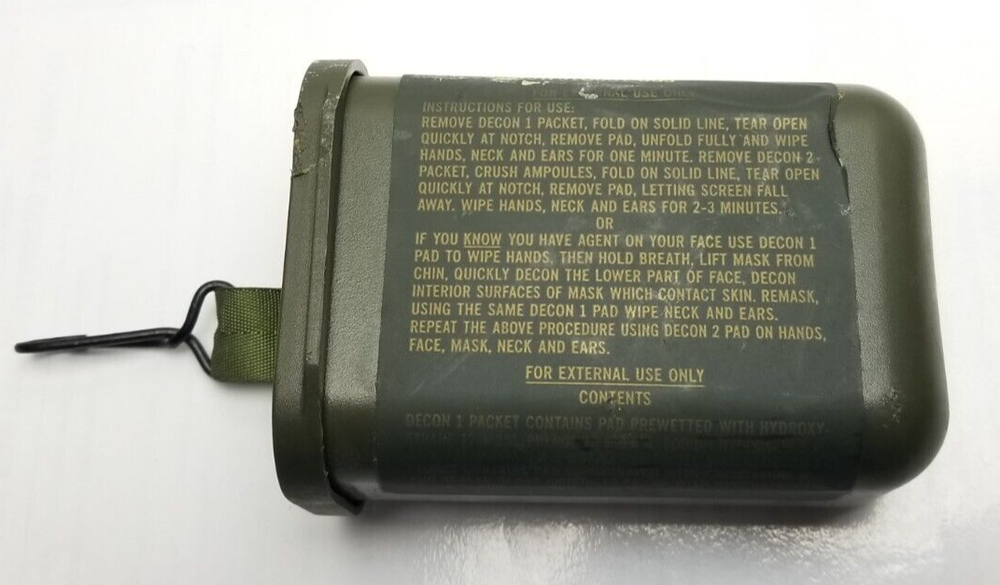 FOR EXTERNAL USE ONLY
INSTRUCTIONS FOR USE:
REMOVE DECON 1 PACKET, FOLD ON SOLID LINE, TEAR OPEN
QUICKLY AT NOTCH, REMOVE PAD, UNFOLD FULLY AND WIPE
HANDS, NECK AND EARS FOR ONE MINUTE. REMOVE DECON 2
PACKET, CRUSH AMPOULES, FOLD ON SOLID LINE, TEAR OPEN
QUICKLY AT NOTCH, REMOVE PAD, LETTING SCREEN FALL
AWAY. WIPE HANDS, NECK AND EARS FOR 2-3 MINUTES.
OR
IF YOU KNOW YOU HAVE AGENT ON YOUR FACE USE DECON 1
PAD TO WIPE HANDS, THEN HOLD BREATH, LIFT MASK FROM
CHIN, QUICKLY DECON THE LOWER PART OF FACE, DECON
INTERIOR SURFACES OF MASK WHICH CONTACT SKIN. REMASK,
USING THE SAME DECON 1 PAD WIPE NECK AND EARS.
REPEAT THE ABOVE PROCEDURE USING DECON 2 PAD ON HANDS,
FACE, MASK, NECK AND EARS.
FOR EXTERNAL USE ONLY
CONTENTS
DECON 1 PACKET CONTAINS PAD PREWETTED WITH HYDROXY-